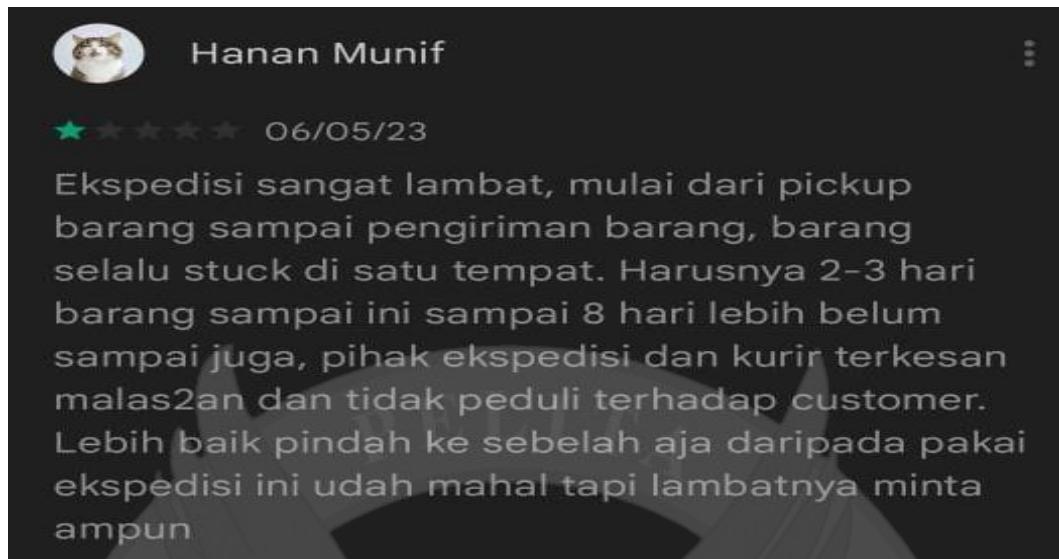 Hanan Munif
06/05/23
Ekspedisi sangat lambat, mulai dari pickup
barang sampai pengiriman barang, barang
selalu stuck di satu tempat. Harusnya 2-3 hari
barang sampai ini sampai 8 hari lebih belum
sampai juga, pihak ekspedisi dan kurir terkesan
malas2an dan tidak peduli terhadap customer.
Lebih baik pindah ke sebelah aja daripada pakai
ekspedisi ini udah mahal tapi lambatnya minta
ampun